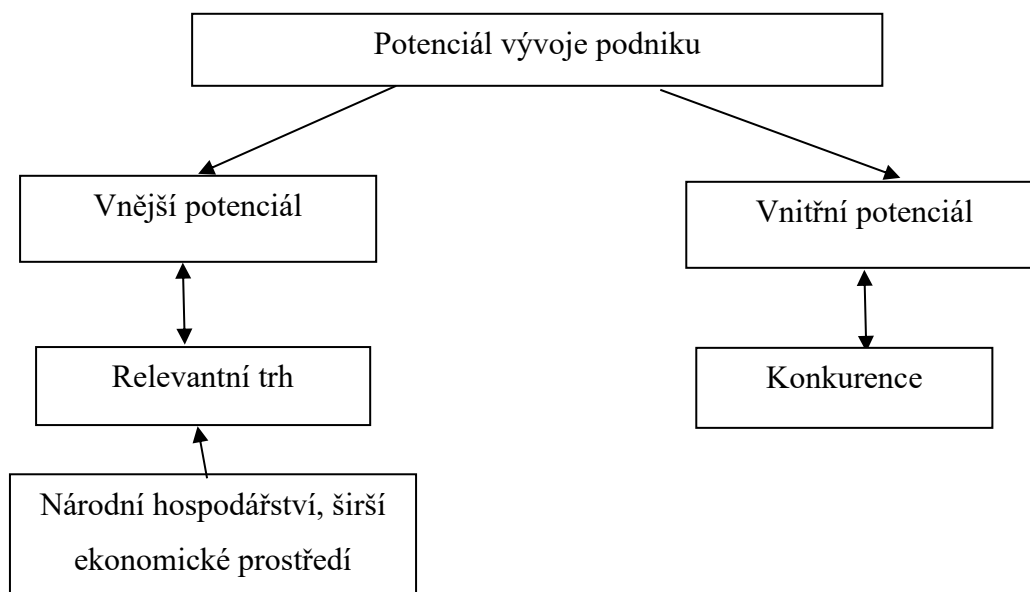 Potenciál vývoje podniku
Vnější potenciál
Vnitřní potenciál
Relevantní trh
Konkurence
Národní hospodářství, širší
ekonomické prostředí